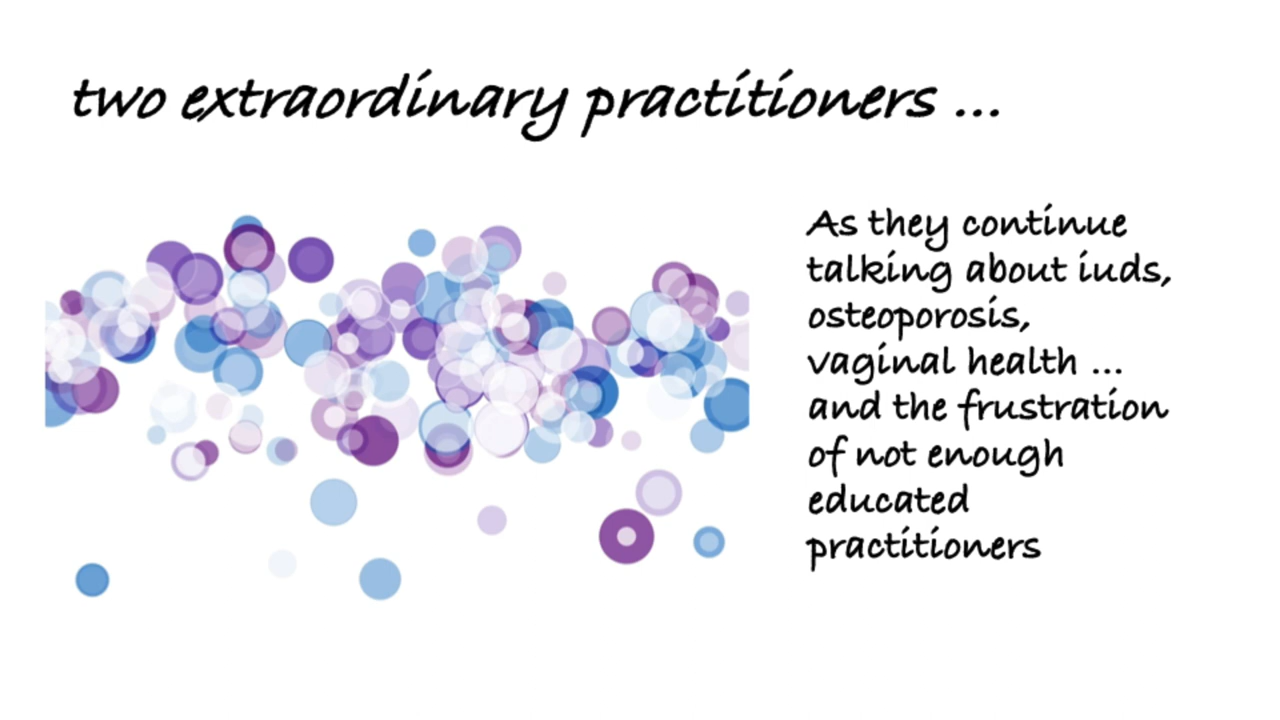 two extraordinary practitioners ...
As they continue
talking about iuds,
osteoporosis,
vaginal health ...
and the frustration
of not enough
educated
practitioners